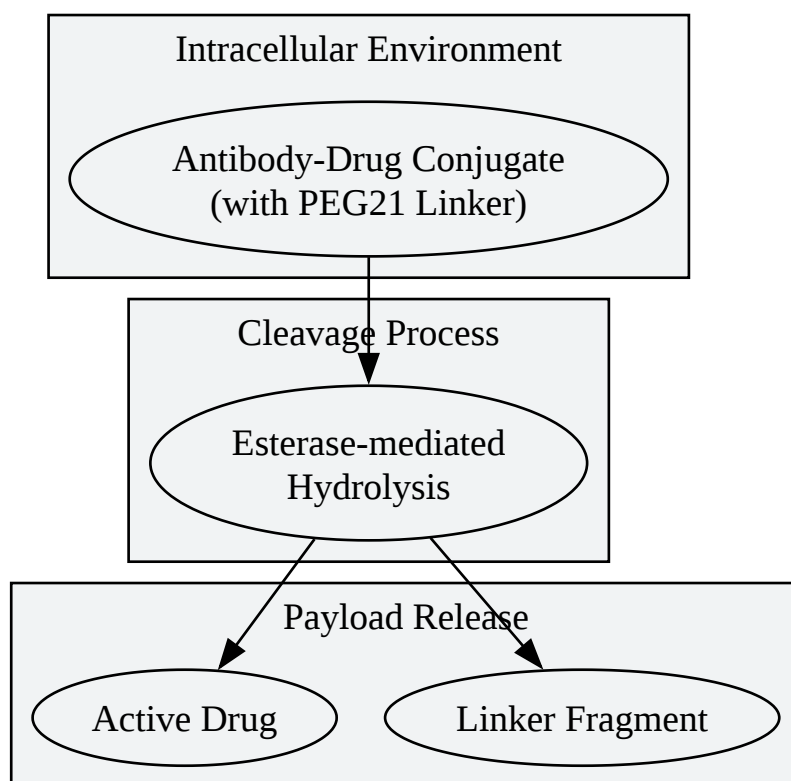 Intracellular Environment
Antibody-Drug Conjugate
(with PEG21 Linker)
Cleavage Process
Esterase-mediated
Hydrolysis
Payload Release
Active Drug
Linker Fragment